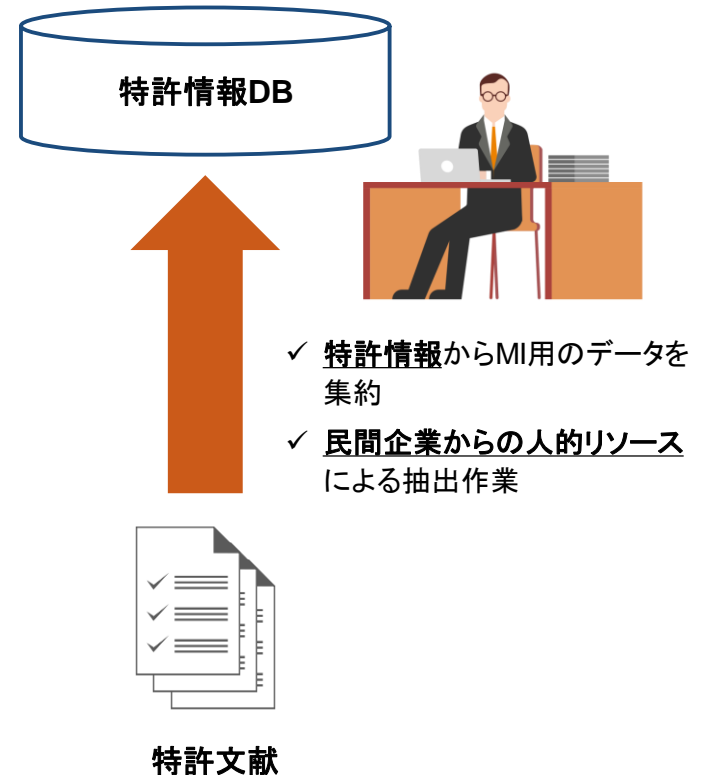 特許情報DB
✓ 特許情報からMI用のデータを
集約
✓ 民間企業からの人的リソース
による抽出作業
特許文献